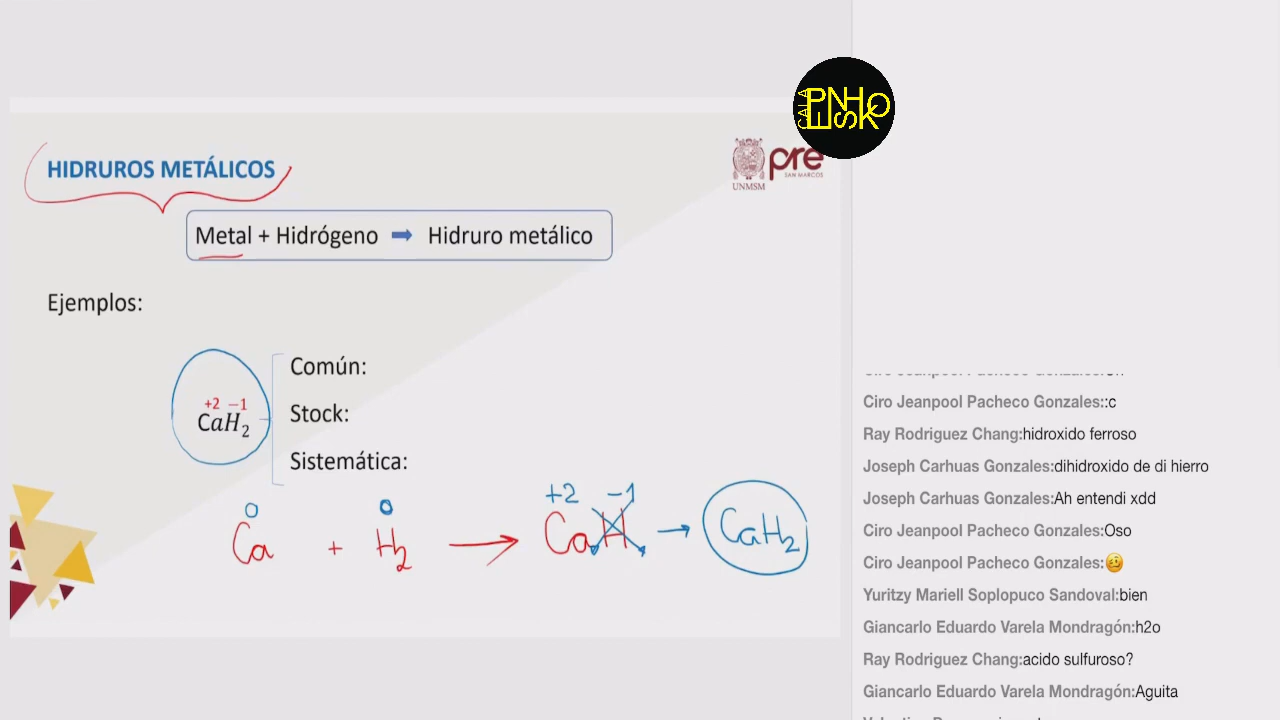 CALA
PNHO
ESK
HIDRUROS METÁLICOS
UNMSM
pre
SAN MARCOS
Metal + Hidrógeno ➡ Hidruro metálico
Ejemplos:
Común:
+2 −1
CaH2
Stock:
Sistemática:
0 0 +2 −1
Ca + H2 → CaH → CaH2
Ciro Jeanpool Pacheco Gonzales::c
Ray Rodriguez Chang:hidroxido ferroso
Joseph Carhuas Gonzales:dihidroxido de di hierro
Joseph Carhuas Gonzales:Ah entendi xdd
Ciro Jeanpool Pacheco Gonzales:Oso
Ciro Jeanpool Pacheco Gonzales:🥴
Yuritzy Mariell Soplopuco Sandoval:bien
Giancarlo Eduardo Varela Mondragón:h2o
Ray Rodriguez Chang:acido sulfuroso?
Giancarlo Eduardo Varela Mondragón:Aguita